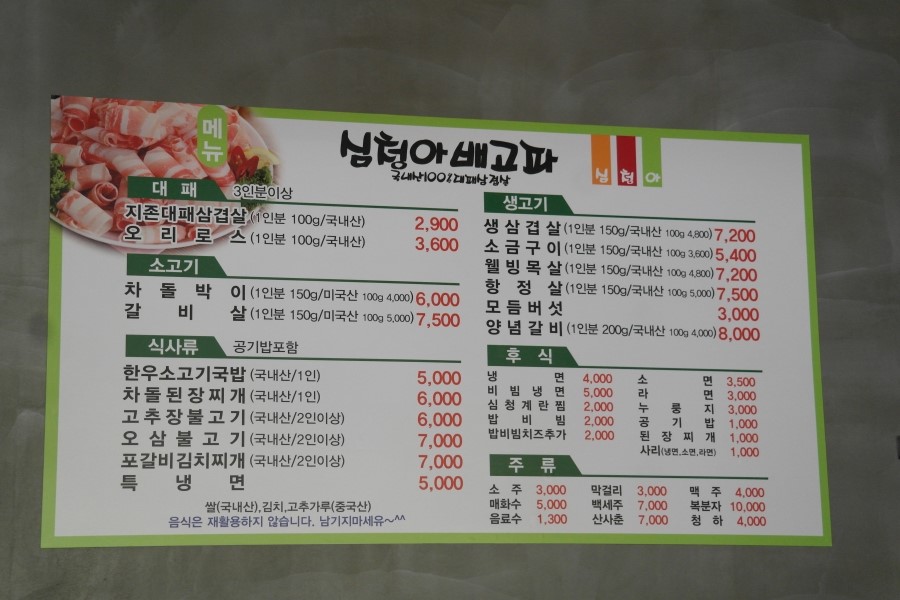 메뉴
심청아 배고파
국내산100%대패삼겹살
심청아
대패 3인분이상
지존대패삼겹살(1인분 100g/국내산) 2,900
오리로스(1인분 100g/국내산) 3,600
소고기
차돌박이(1인분 150g/미국산 100g 4,000) 6,000
갈비살(1인분 150g/미국산 100g 5,000) 7,500
식사류 공기밥포함
한우소고기국밥(국내산/1인) 5,000
차돌된장찌개(국내산/1인) 6,000
고추장불고기(국내산/2인이상) 6,000
오삼불고기(국내산/2인이상) 7,000
포갈비김치찌개(국내산/2인이상) 7,000
특냉면 5,000
쌀(국내산),김치,고추가루(중국산)
음식은 재활용하지 않습니다. 남기지마세유~^^
생고기
생삼겹살(1인분 150g/국내산 100g 4,800) 7,200
소금구이(1인분 150g/국내산 100g 3,600) 5,400
웰빙목살(1인분 150g/국내산 100g 4,800) 7,200
항정살(1인분 150g/국내산 100g 5,000) 7,500
모듬버섯 3,000
양념갈비(1인분 200g/국내산 100g 4,000) 8,000
후식
냉면 4,000 소면 3,500
비빔냉면 5,000 라면 3,000
심청계란찜 2,000 누룽지 3,000
밥비빔 2,000 공기밥 1,000
밥비빔치즈추가 2,000 된장찌개 1,000
사리(냉면,소면,라면) 1,000
주류
소주 3,000 막걸리 3,000 맥주 4,000
매화수 5,000 백세주 7,000 복분자 10,000
음료수 1,300 산사춘 7,000 청하 4,000